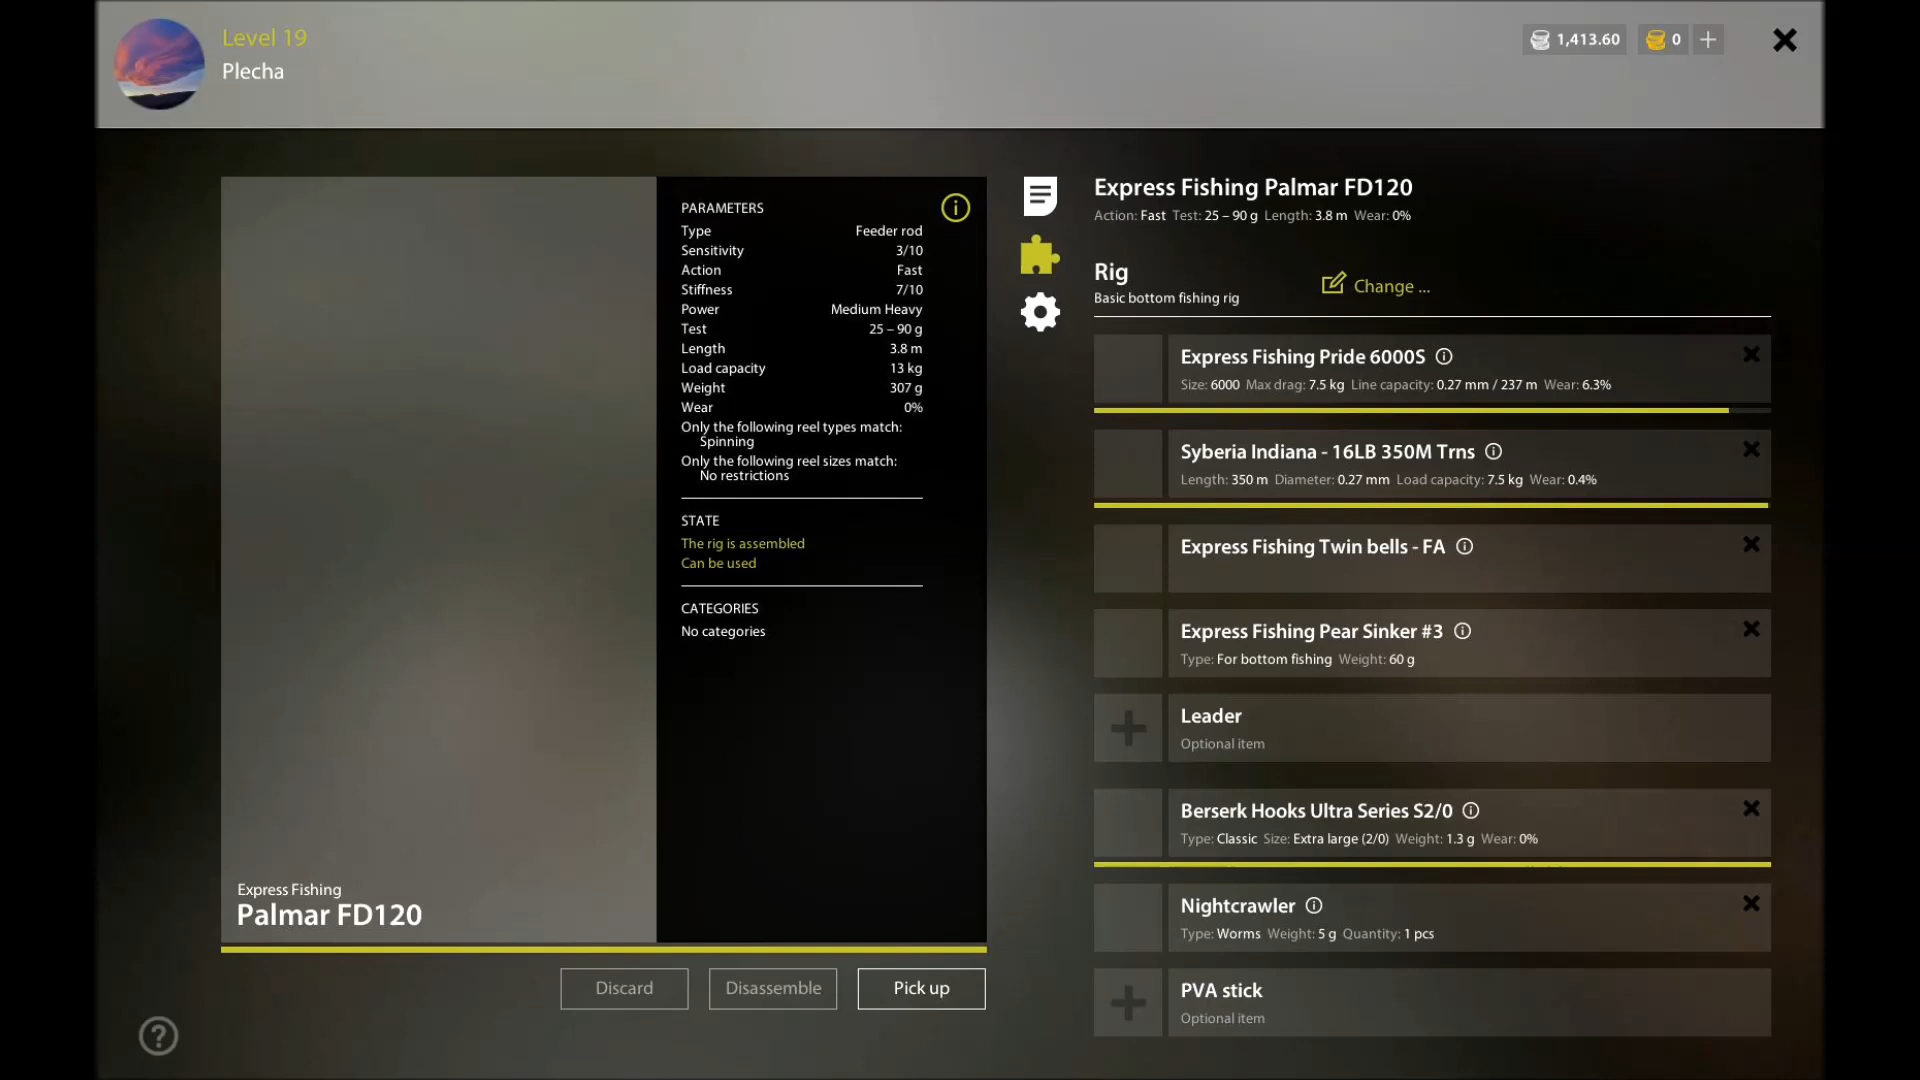 Level 19
Plecha
1,413.60
0
PARAMETERS
Type Feeder rod
Sensitivity 3/10
Action Fast
Stiffness 7/10
Power Medium Heavy
Test 25 – 90 g
Length 3.8 m
Load capacity 13 kg
Weight 307 g
Wear 0%
Only the following reel types match:
Spinning
Only the following reel sizes match:
No restrictions
STATE
The rig is assembled
Can be used
CATEGORIES
No categories
Express Fishing
Palmar FD120
Discard
Disassemble
Pick up
Express Fishing Palmar FD120
Action: Fast Test: 25 – 90 g Length: 3.8 m Wear: 0%
Rig
Basic bottom fishing rig
Change ...
Express Fishing Pride 6000S
Size: 6000 Max drag: 7.5 kg Line capacity: 0.27 mm / 237 m Wear: 6.3%
Syberia Indiana - 16LB 350M Trns
Length: 350 m Diameter: 0.27 mm Load capacity: 7.5 kg Wear: 0.4%
Express Fishing Twin bells - FA
Express Fishing Pear Sinker #3
Type: For bottom fishing Weight: 60 g
Leader
Optional item
Berserk Hooks Ultra Series S2/0
Type: Classic Size: Extra large (2/0) Weight: 1.3 g Wear: 0%
Nightcrawler
Type: Worms Weight: 5 g Quantity: 1 pcs
PVA stick
Optional item